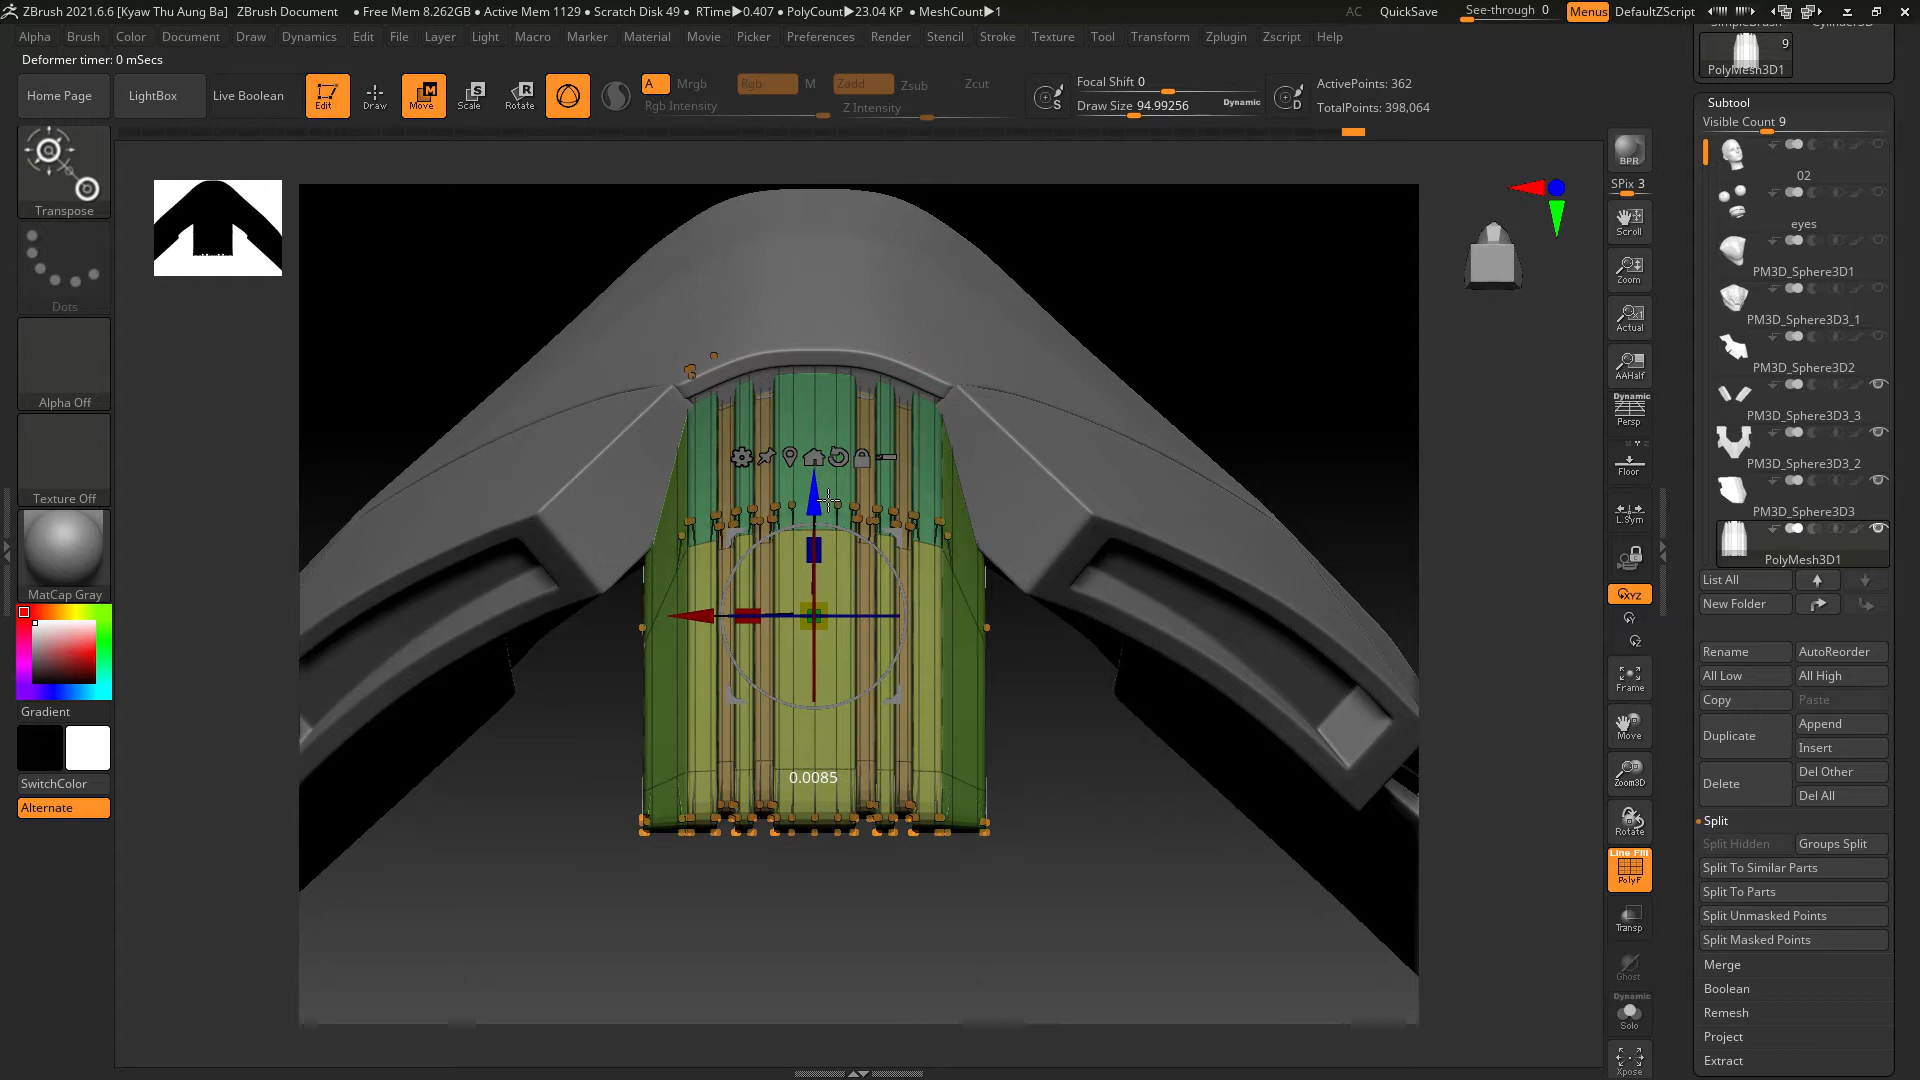 ZBrush 2021.6.6 [Kyaw Thu Aung Ba] ZBrush Document • Free Mem 8.262GB • Active Mem 1129 • Scratch Disk 49 • RTime▶0.407 • PolyCount▶23.04 KP • MeshCount▶1 AC QuickSave See-through 0 Menus DefaultZScript
Alpha Brush Color Document Draw Dynamics Edit File Layer Light Macro Marker Material Movie Picker Preferences Render Stencil Stroke Texture Tool Transform Zplugin Zscript Help
Deformer timer: 0 mSecs
Home Page LightBox Live Boolean Edit Draw Move Scale Rotate
A Mrgb Rgb M Zadd Zsub Zcut
Rgb Intensity Z Intensity
Focal Shift 0
Draw Size 94.99256 Dynamic
S D
ActivePoints: 362
TotalPoints: 398,064
Transpose
Dots
Alpha Off
Texture Off
MatCap Gray
Gradient
SwitchColor
Alternate
0.0085
BPR
SPix 3
Scroll
Zoom
Actual
AAHalf
Dynamic
Persp
Floor
L.Sym
XYZ
Y
Z
Frame
Move
Zoom3D
Rotate
Line Fill
PolyF
Transp
Ghost
Dynamic
Solo
Xpose
9
PolyMesh3D1
Subtool
Visible Count 9
02
eyes
PM3D_Sphere3D1
PM3D_Sphere3D3_1
PM3D_Sphere3D2
PM3D_Sphere3D3_3
PM3D_Sphere3D3_2
PM3D_Sphere3D3
PolyMesh3D1
List All
New Folder
Rename AutoReorder
All Low All High
Copy Paste
Duplicate Append
Insert
Delete Del Other
Del All
Split
Split Hidden Groups Split
Split To Similar Parts
Split To Parts
Split Unmasked Points
Split Masked Points
Merge
Boolean
Remesh
Project
Extract